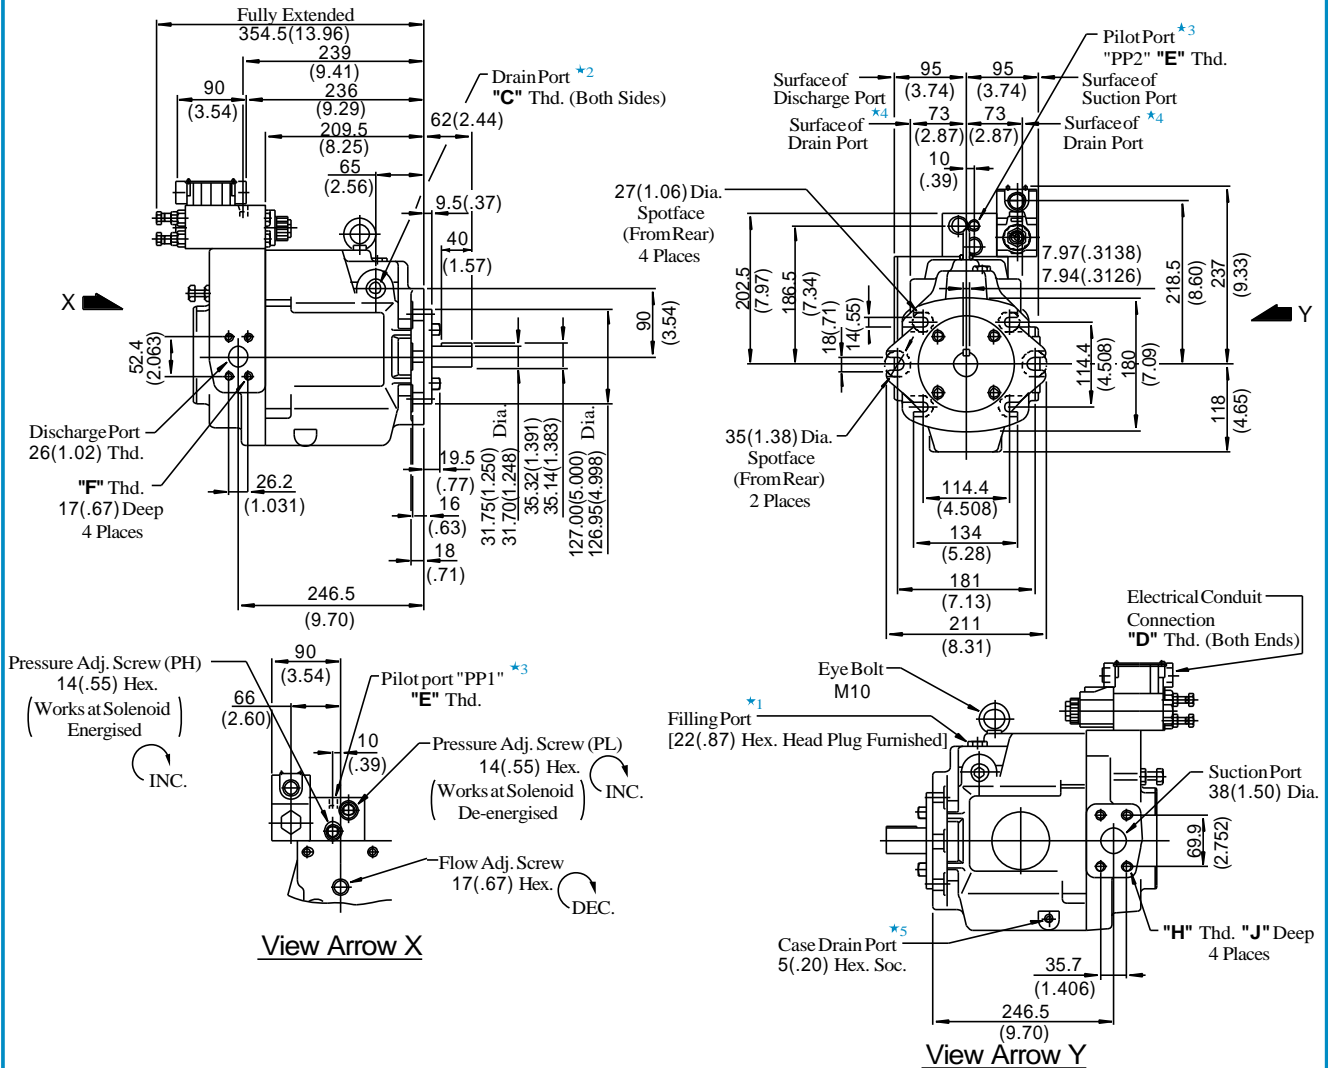 Fully Extended
354.5(13.96)
239
(9.41)
90
(3.54)
236
(9.29)
209.5
(8.25)
62(2.44)
65
(2.56)
9.5(.37)
40
(1.57)
Drain Port ★2
"C" Thd. (Both Sides)
X
90
(3.54)
52.4
(2.063)
Discharge Port
26(1.02) Thd.
"F" Thd.
17(.67) Deep
4 Places
26.2
(1.031)
19.5
(.77)
16
(.63)
18
(.71)
31.75(1.250) Dia.
31.70(1.248)
35.32(1.391)
35.14(1.383)
127.00(5.000) Dia.
126.95(4.998)
246.5
(9.70)
Pilot Port ★3
"PP2" "E" Thd.
95
(3.74)
95
(3.74)
Surface of
Discharge Port
Surface of
Suction Port
73
(2.87)
73
(2.87)
★4
Surface of
Drain Port
★4
Surface of
Drain Port
10
(.39)
27(1.06) Dia.
Spotface
(From Rear)
4 Places
202.5
(7.97)
186.5
(7.34)
18(.71)
14(.55)
7.97(.3138)
7.94(.3126)
218.5
(8.60)
237
(9.33)
Y
114.4
(4.508)
180
(7.09)
118
(4.65)
35(1.38) Dia.
Spotface
(From Rear)
2 Places
114.4
(4.508)
134
(5.28)
181
(7.13)
211
(8.31)
Pressure Adj. Screw (PH)
14(.55) Hex.
(Works at Solenoid
Energised)
INC.
90
(3.54)
66
(2.60)
10
(.39)
Pilot port "PP1" ★3
"E" Thd.
Pressure Adj. Screw (PL)
14(.55) Hex.
(Works at Solenoid
De-energised)
INC.
Flow Adj. Screw
17(.67) Hex.
DEC.
View Arrow X
Electrical Conduit
Connection
"D" Thd. (Both Ends)
Eye Bolt
M10
★1
Filling Port
[22(.87) Hex. Head Plug Furnished]
Suction Port
38(1.50) Dia.
69.9
(2.752)
★5
Case Drain Port
5(.20) Hex. Soc.
"H" Thd. "J" Deep
4 Places
35.7
(1.406)
246.5
(9.70)
View Arrow Y